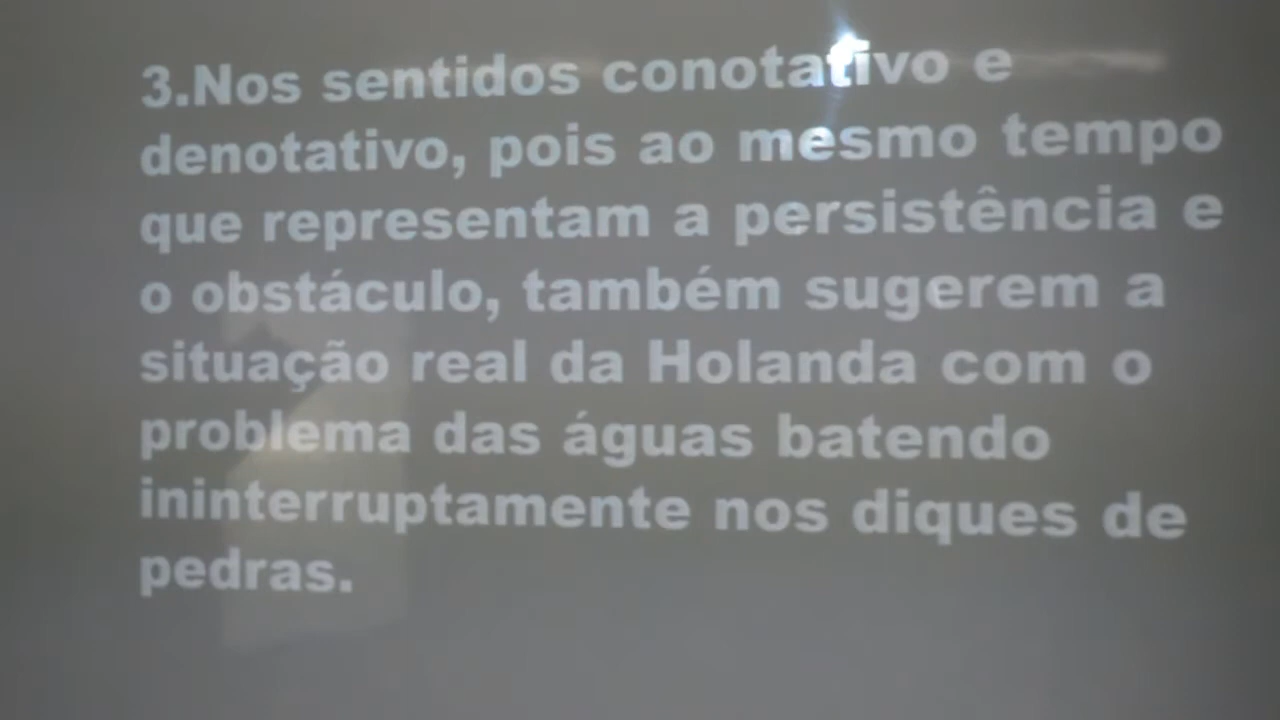 3.Nos sentidos conotativo e
denotativo, pois ao mesmo tempo
que representam a persistência e
o obstáculo, também sugerem a
situação real da Holanda com o
problema das águas batendo
ininterruptamente nos diques de
pedras.